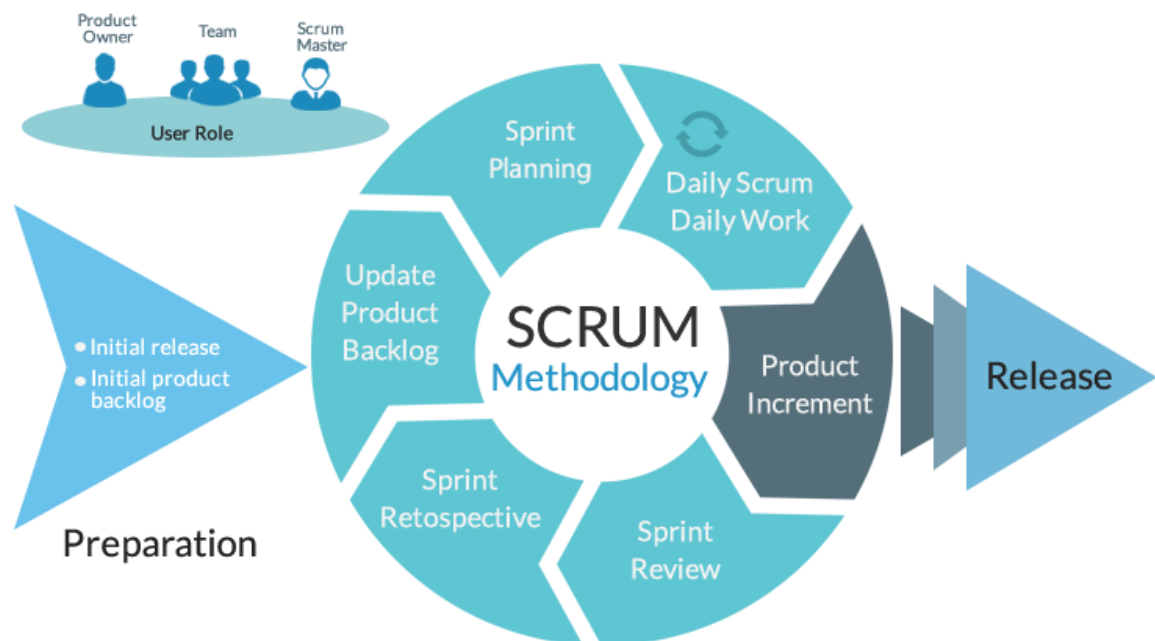 Product
Owner
Team
Scrum
Master
User Role
Sprint
Planning
Daily Scrum
Daily Work
Update
Product
Backlog
SCRUM
Methodology
Product
Increment
Release
Initial release
Initial product
backlog
Sprint
Retospective
Sprint
Review
Preparation